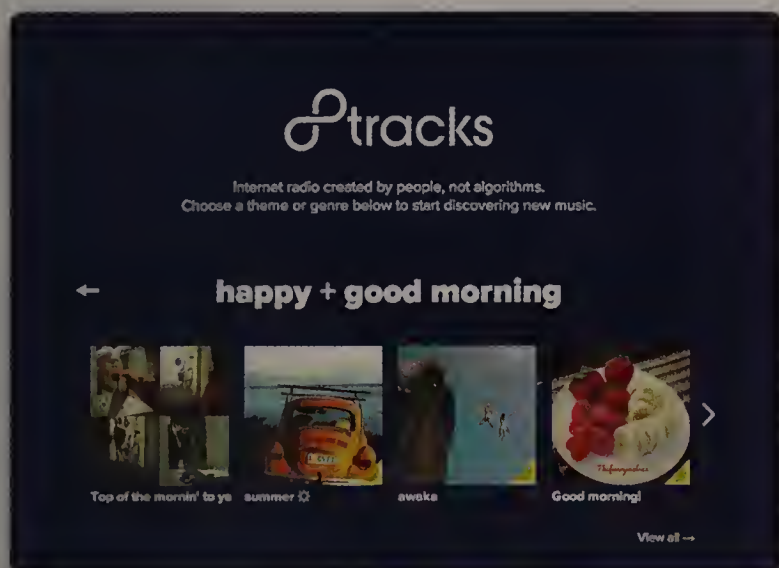 8tracks
Internet radio created by people, not algorithms.
Choose a theme or genre below to start discovering new music.
← happy + good morning
Top of the mornin' to ya
summer ☼
awake
Good morning!
View all →